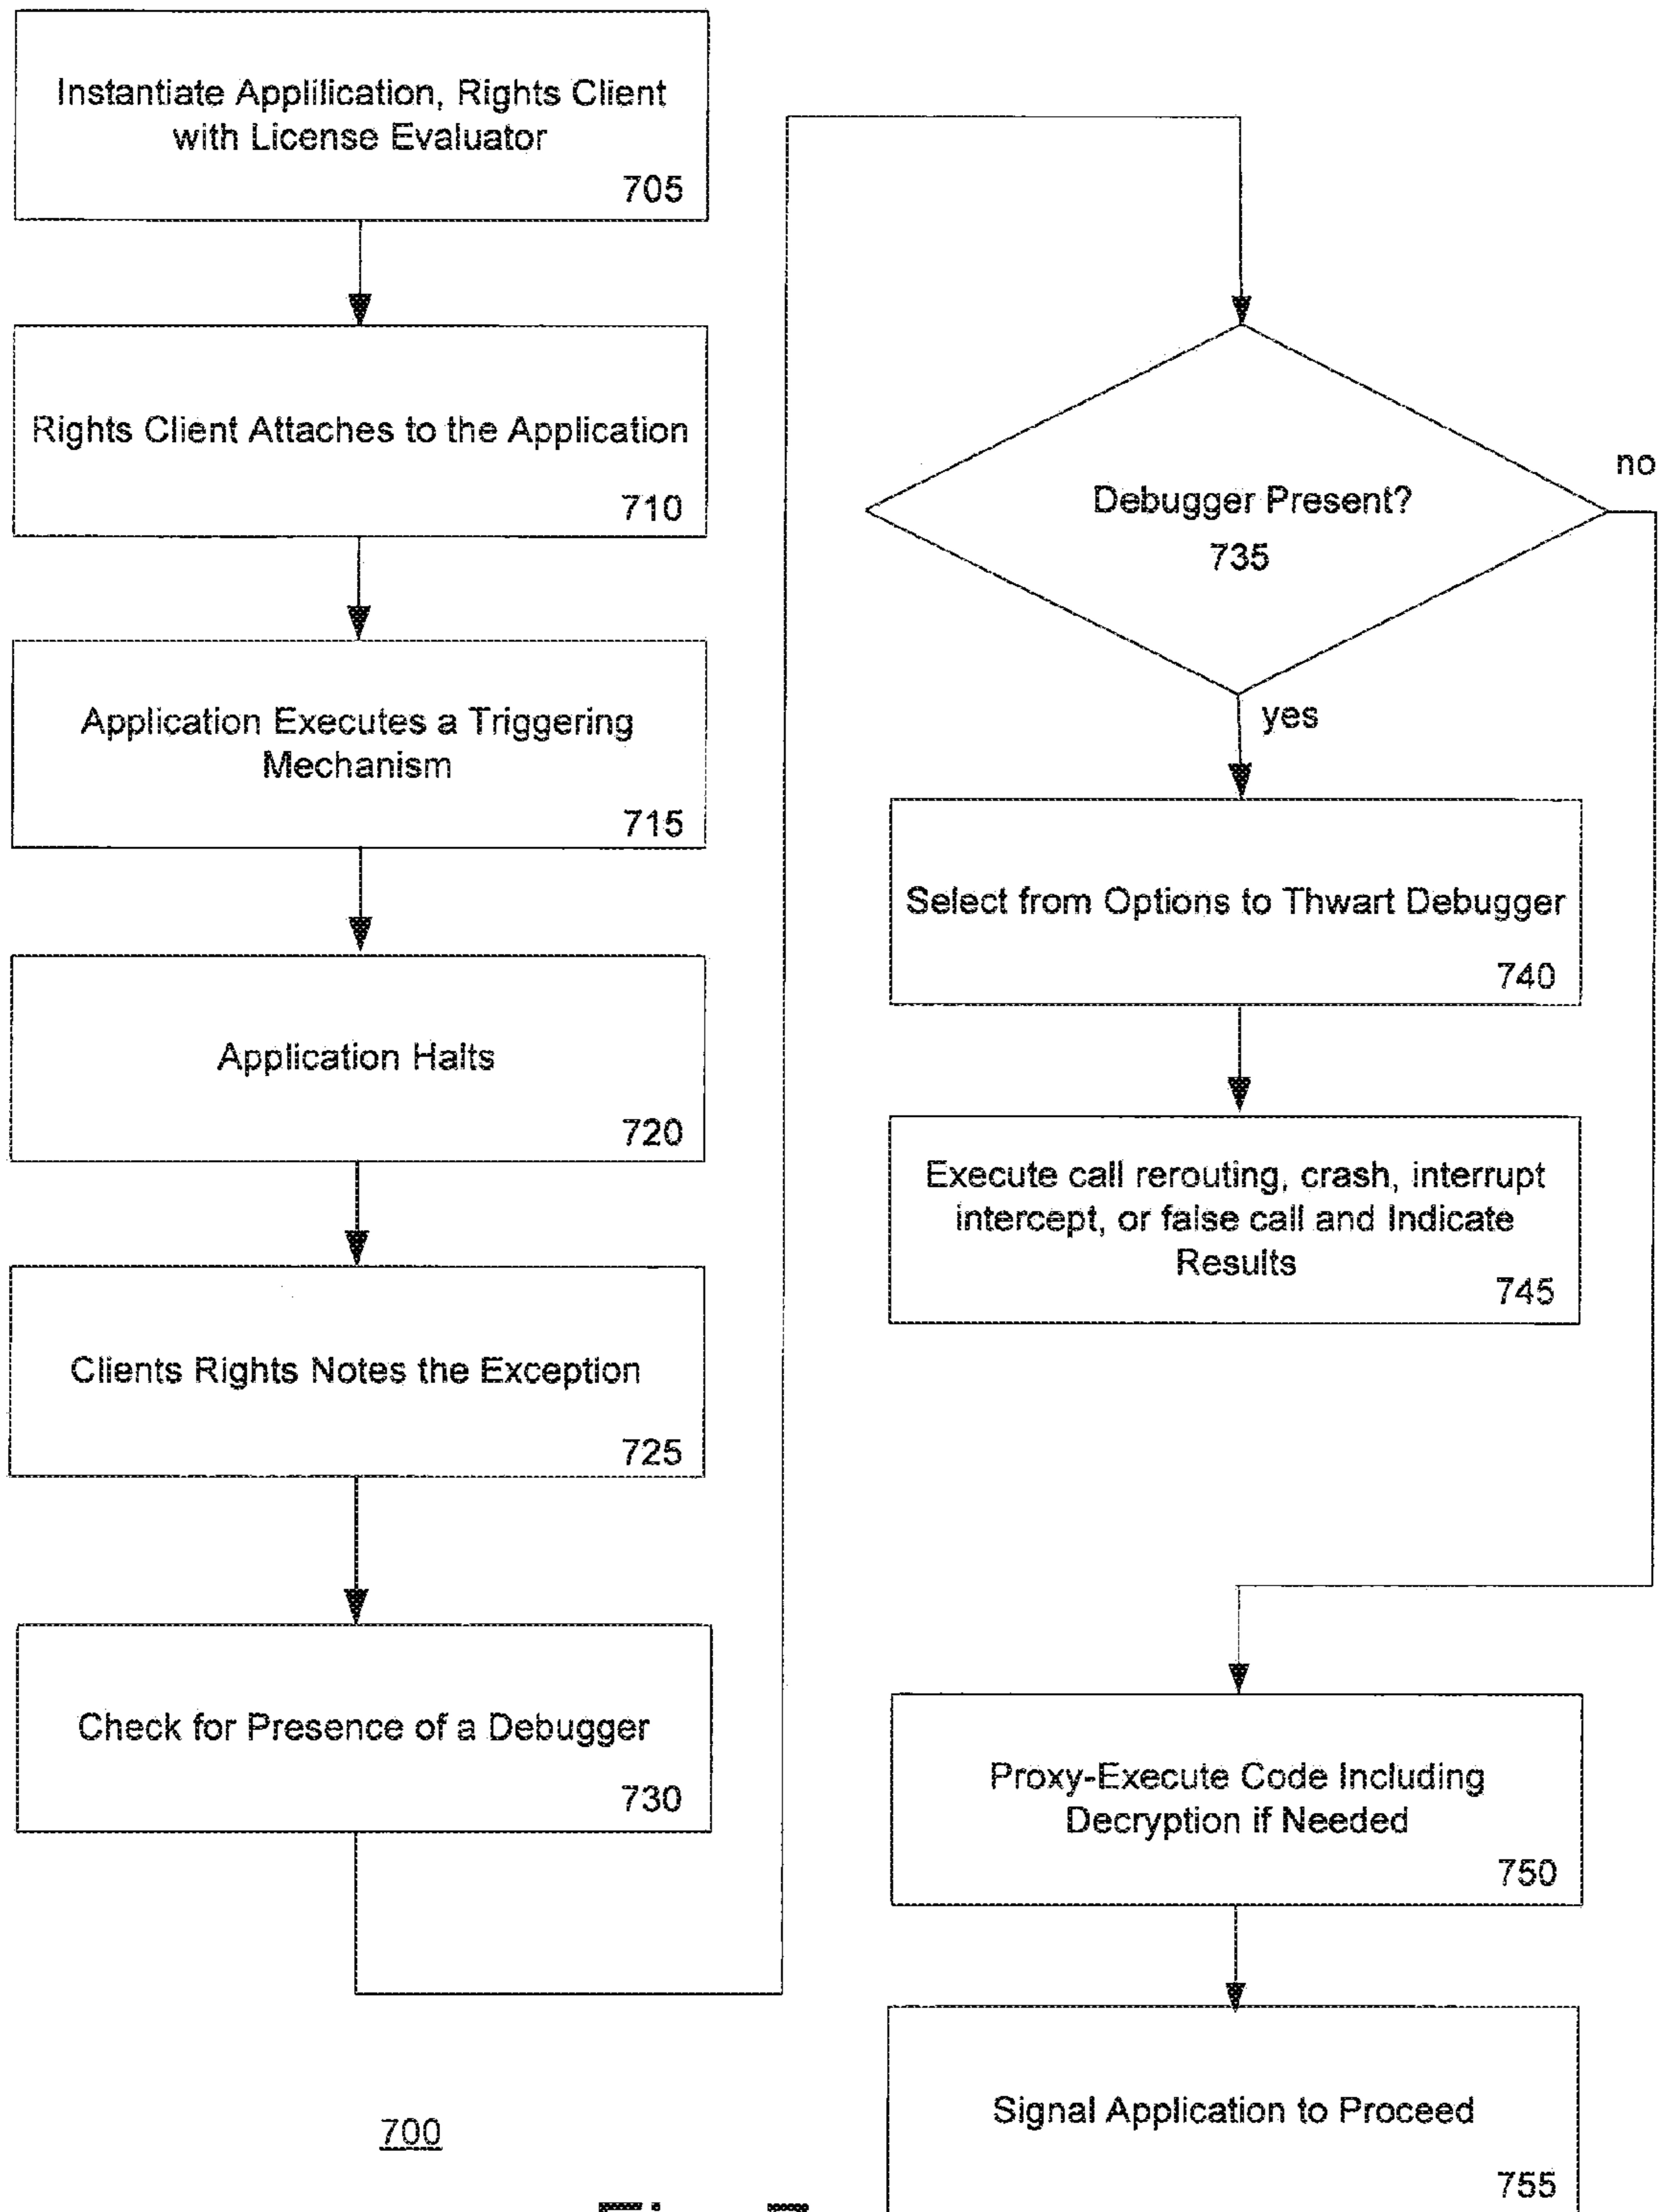 Instantiate Applilication, Rights Client
with License Evaluator
705
Rights Client Attaches to the Application
710
Application Executes a Triggering
Mechanism
715
Application Halts
720
Clients Rights Notes the Exception
725
Check for Presence of a Debugger
730
700
Debugger Present?
735
no
yes
Select from Options to Thwart Debugger
740
Execute call rerouting, crash, interrupt
intercept, or false call and Indicate
Results
745
Proxy-Execute Code Including
Decryption if Needed
750
Signal Application to Proceed
755